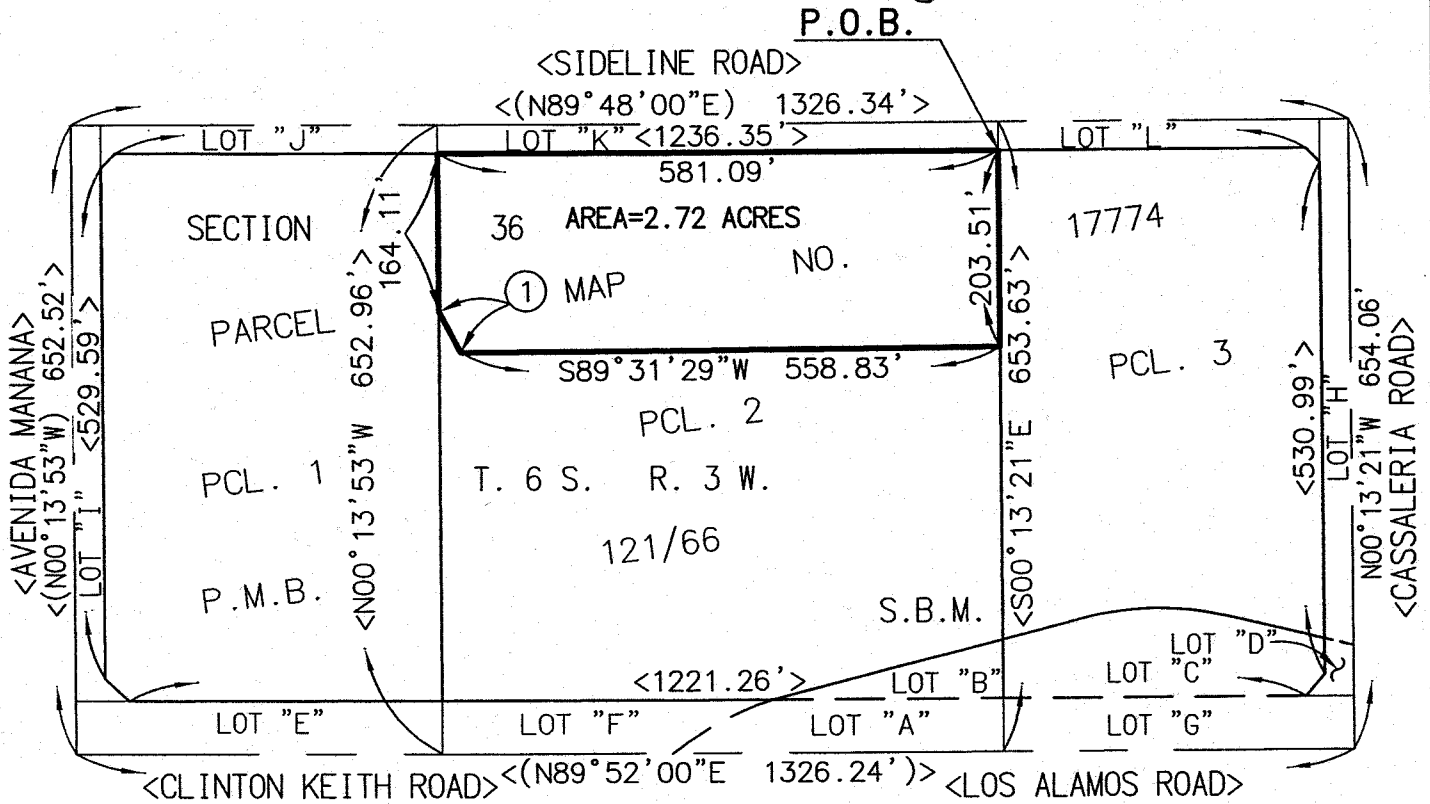 P.O.B.
<SIDELINE ROAD>
<(N89°48'00"E) 1326.34'>
LOT "J"
LOT "K" <1236.35'>
LOT "L"
581.09'
SECTION
36
AREA=2.72 ACRES
NO.
17774
164.11'
203.51'
1
MAP
PARCEL
S89°31'29"W 558.83'
PCL. 3
PCL. 2
<AVENIDA MANANA>
<(N00°13'53"W) 652.52'>
LOT "I"
<529.59'>
<N00°13'53"W 652.96'>
<S00°13'21"E 653.63'>
<530.99'>
LOT "H"
N00°13'21"W 654.06'
<CASSALERIA ROAD>
PCL. 1
T. 6 S. R. 3 W.
121/66
P.M.B.
S.B.M.
LOT "D"
<1221.26'>
LOT "B"
LOT "C"
LOT "E"
LOT "F"
LOT "A"
LOT "G"
<CLINTON KEITH ROAD>
<(N89°52'00"E 1326.24')>
<LOS ALAMOS ROAD>